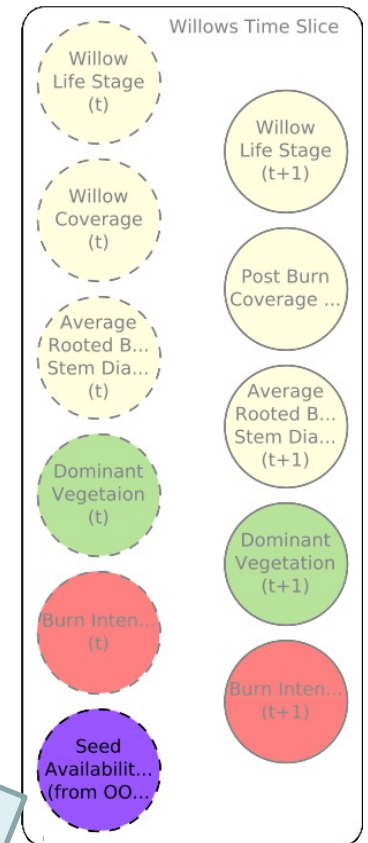 Willows Time Slice
Willow
Life Stage
(t)
Willow
Coverage
(t)
Average
Rooted B...
Stem Dia...
(t)
Dominant
Vegetaion
(t)
Burn Inten...
(t)
Seed
Availabilit...
(from OO...
Willow
Life Stage
(t+1)
Post Burn
Coverage ...
Average
Rooted B...
Stem Dia...
(t+1)
Dominant
Vegetation
(t+1)
Burn Inten...
(t+1)